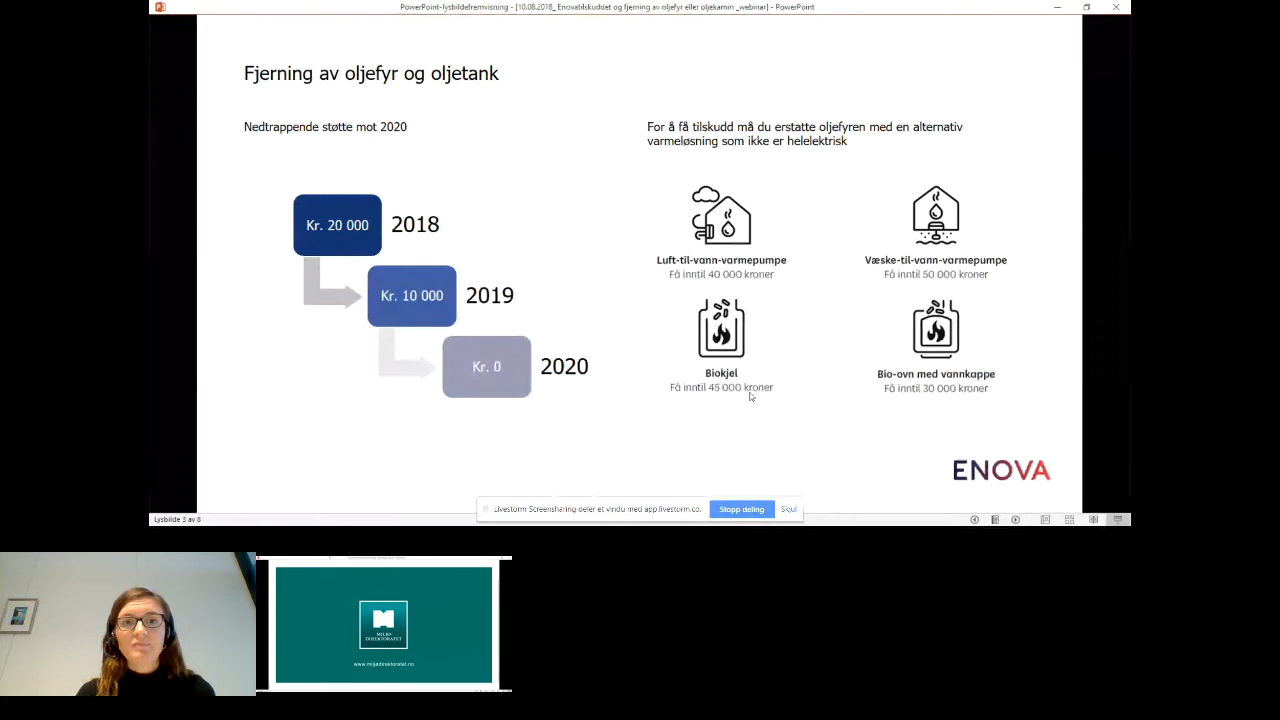 PowerPoint-lysbildefremvisning - [10.08.2018_ Enovatilskuddet og fjerning av oljefyr eller oljekamin _webinar] - PowerPoint
Fjerning av oljefyr og oljetank
Nedtrappende støtte mot 2020
Kr. 20 000
2018
Kr. 10 000
2019
Kr. 0
2020
For å få tilskudd må du erstatte oljefyren med en alternativ
varmeløsning som ikke er helelektrisk
Luft-til-vann-varmepumpe
Få inntil 40 000 kroner
Væske-til-vann-varmepumpe
Få inntil 50 000 kroner
Biokjel
Få inntil 45 000 kroner
Bio-ovn med vannkappe
Få inntil 30 000 kroner
ENOVA
Livestorm Screensharing deler et vindu med app.livestorm.co.
Stopp deling
Skjul
Lysbilde 3 av 8
MILJØ-
DIREKTORATET
www.miljødirektoratet.no